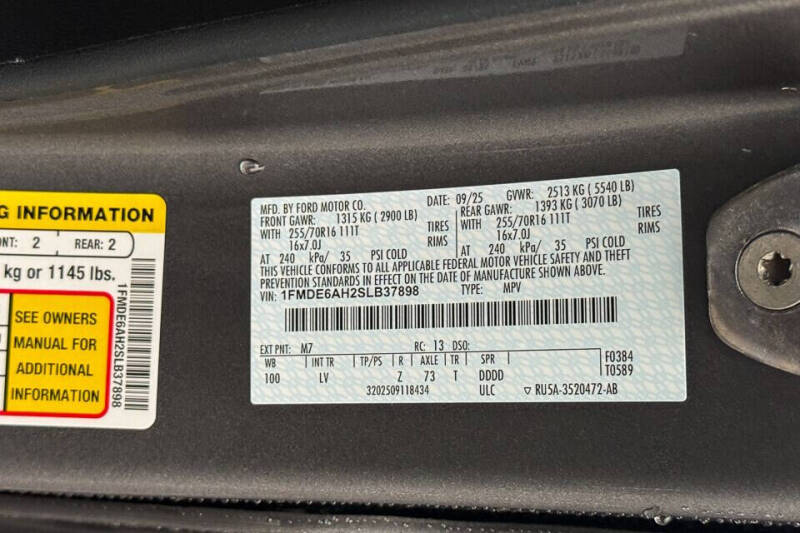 G INFORMATION
NT: 2 REAR: 2
kg or 1145 lbs.
SEE OWNERS
MANUAL FOR
ADDITIONAL
INFORMATION
1FMDE6AH2SLB37898
MFD. BY FORD MOTOR CO. DATE: 09/25 GVWR: 2513 KG ( 5540 LB)
FRONT GAWR: 1315 KG ( 2900 LB) REAR GAWR: 1393 KG ( 3070 LB)
WITH 255/70R16 111T TIRES WITH 255/70R16 111T TIRES
16x7.0J RIMS 16x7.0J RIMS
AT 240 kPa/ 35 PSI COLD AT 240 kPa/ 35 PSI COLD
THIS VEHICLE CONFORMS TO ALL APPLICABLE FEDERAL MOTOR VEHICLE SAFETY AND THEFT
PREVENTION STANDARDS IN EFFECT ON THE DATE OF MANUFACTURE SHOWN ABOVE.
VIN: 1FMDE6AH2SLB37898 TYPE: MPV
EXT PNT: M7 RC: 13 DSO:
WB INT TR TP/PS R AXLE TR SPR F0384
100 LV Z 73 T DDDD T0589
3202509118434 ULC ▽ RU5A-3520472-AB